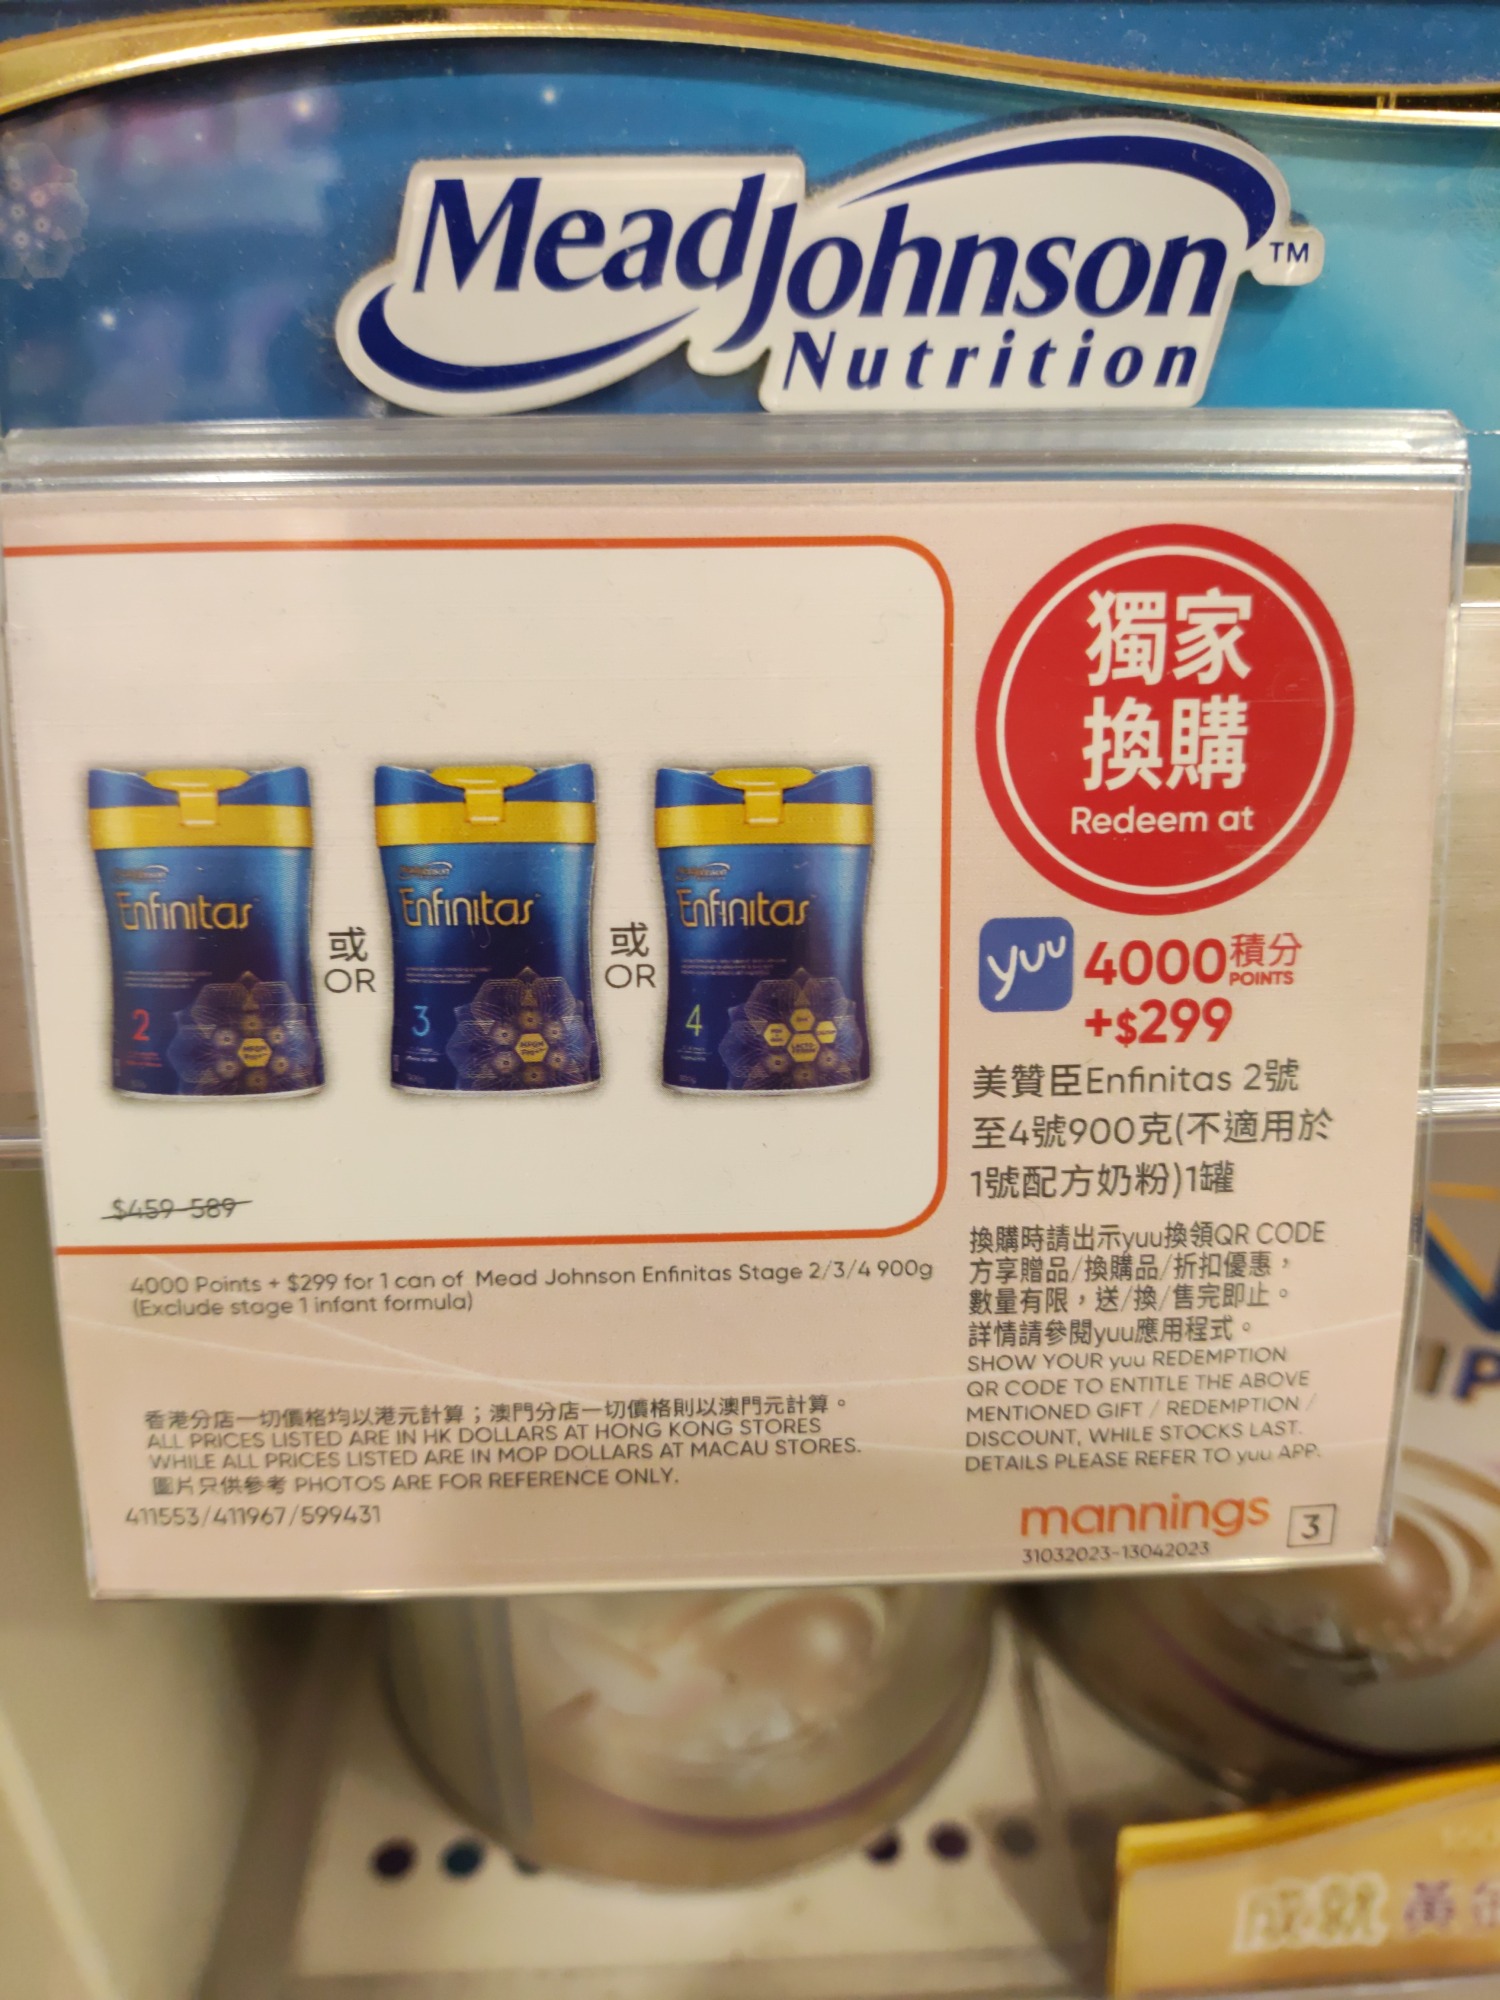 MeadJohnson™
Nutrition
獨家
換購
Redeem at
Enfinitas
2
或
OR
Enfinitas
3
或
OR
Enfinitas
4
yuu 4000積分
POINTS
+$299
美贊臣Enfinitas 2號
至4號900克(不適用於
1號配方奶粉)1罐
$459-589
4000 Points + $299 for 1 can of Mead Johnson Enfinitas Stage 2/3/4 900g
(Exclude stage 1 infant formula)
換購時請出示yuu換領QR CODE
方享贈品/換購品/折扣優惠，
數量有限，送/換/售完即止。
詳情請參閱yuu應用程式。
SHOW YOUR yuu REDEMPTION
QR CODE TO ENTITLE THE ABOVE
MENTIONED GIFT / REDEMPTION /
DISCOUNT, WHILE STOCKS LAST.
DETAILS PLEASE REFER TO yuu APP.
香港分店一切價格均以港元計算；澳門分店一切價格則以澳門元計算。
ALL PRICES LISTED ARE IN HK DOLLARS AT HONG KONG STORES
WHILE ALL PRICES LISTED ARE IN MOP DOLLARS AT MACAU STORES.
圖片只供參考 PHOTOS ARE FOR REFERENCE ONLY.
411553/411967/599431
mannings 3
31032023-13042023
成就 黃